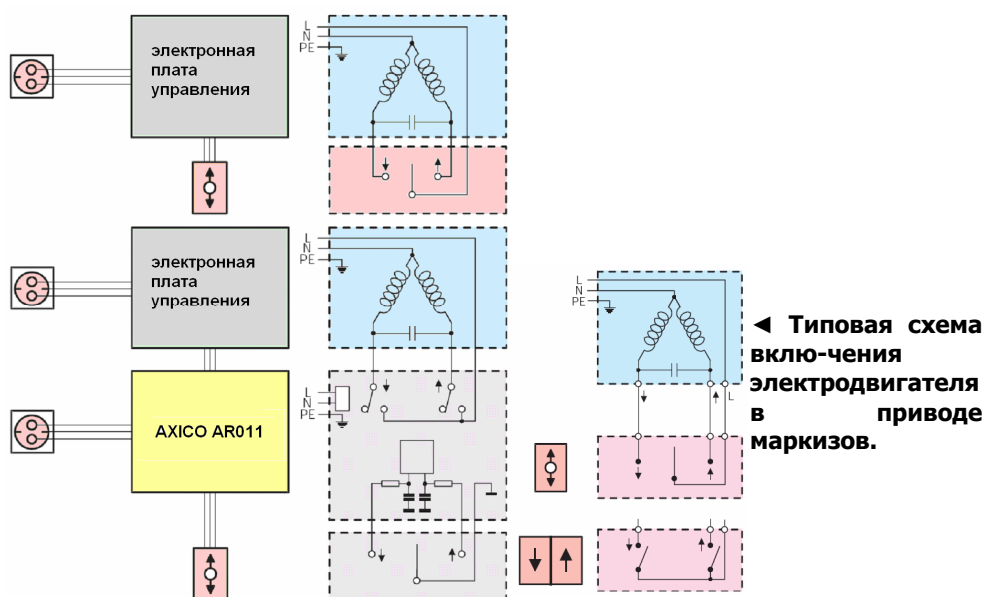 L
N
PE
электронная
плата
управления
L
N
PE
электронная
плата
управления
L
N
PE
◄ Типовая схема
вклю-чения
электродвигателя
в приводе
маркизов.
L
L
N
PE
AXICO AR011